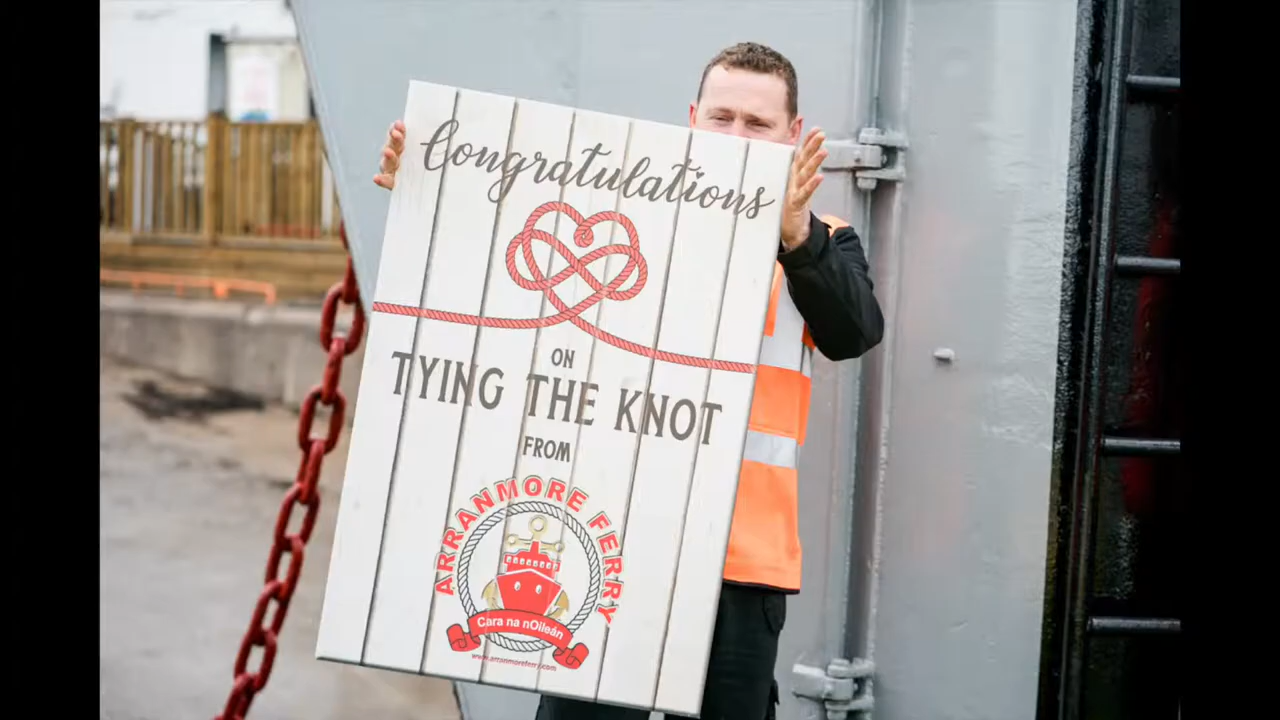 Congratulations
ON
TYING THE KNOT
FROM
ARRANMORE FERRY
Cara na nOileán
www.arranmoreferry.com